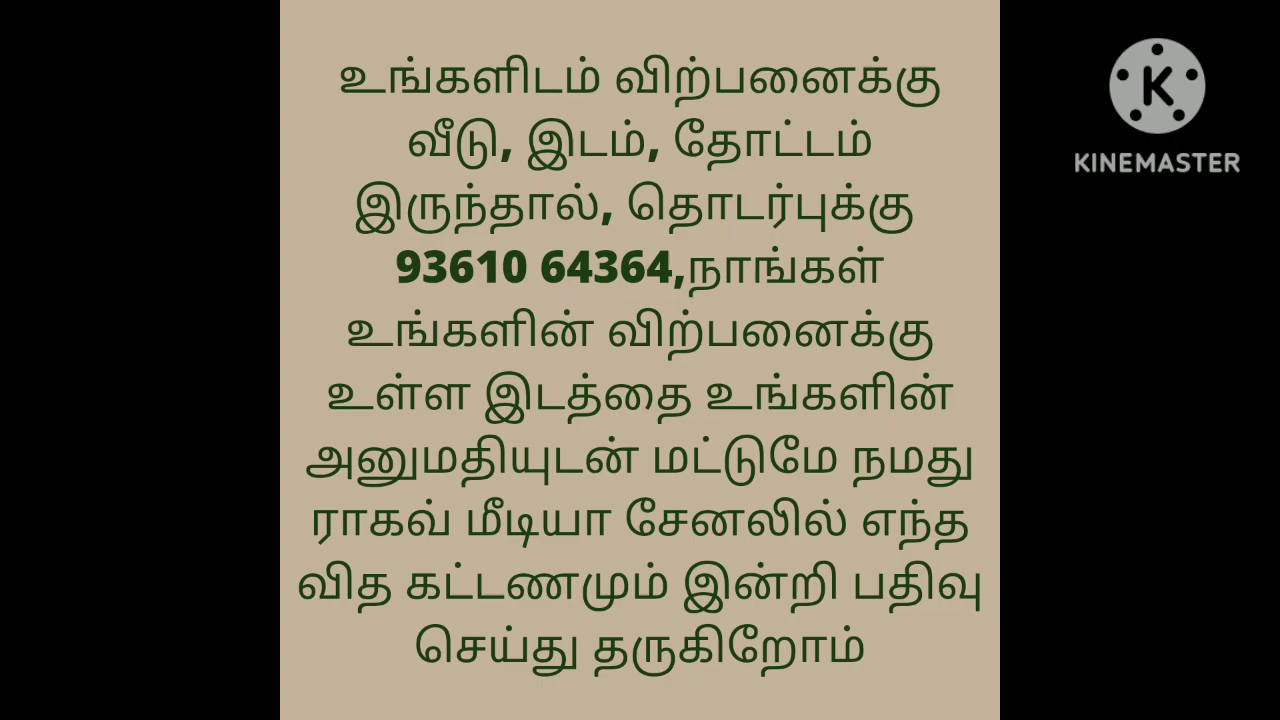 உங்களிடம் விற்பனைக்கு
வீடு, இடம், தோட்டம்
இருந்தால், தொடர்புக்கு
93610 64364,நாங்கள்
உங்களின் விற்பனைக்கு
உள்ள இடத்தை உங்களின்
அனுமதியுடன் மட்டுமே நமது
ராகவ் மீடியா சேனலில் எந்த
வித கட்டணமும் இன்றி பதிவு
செய்து தருகிறோம்
K
KINEMASTER